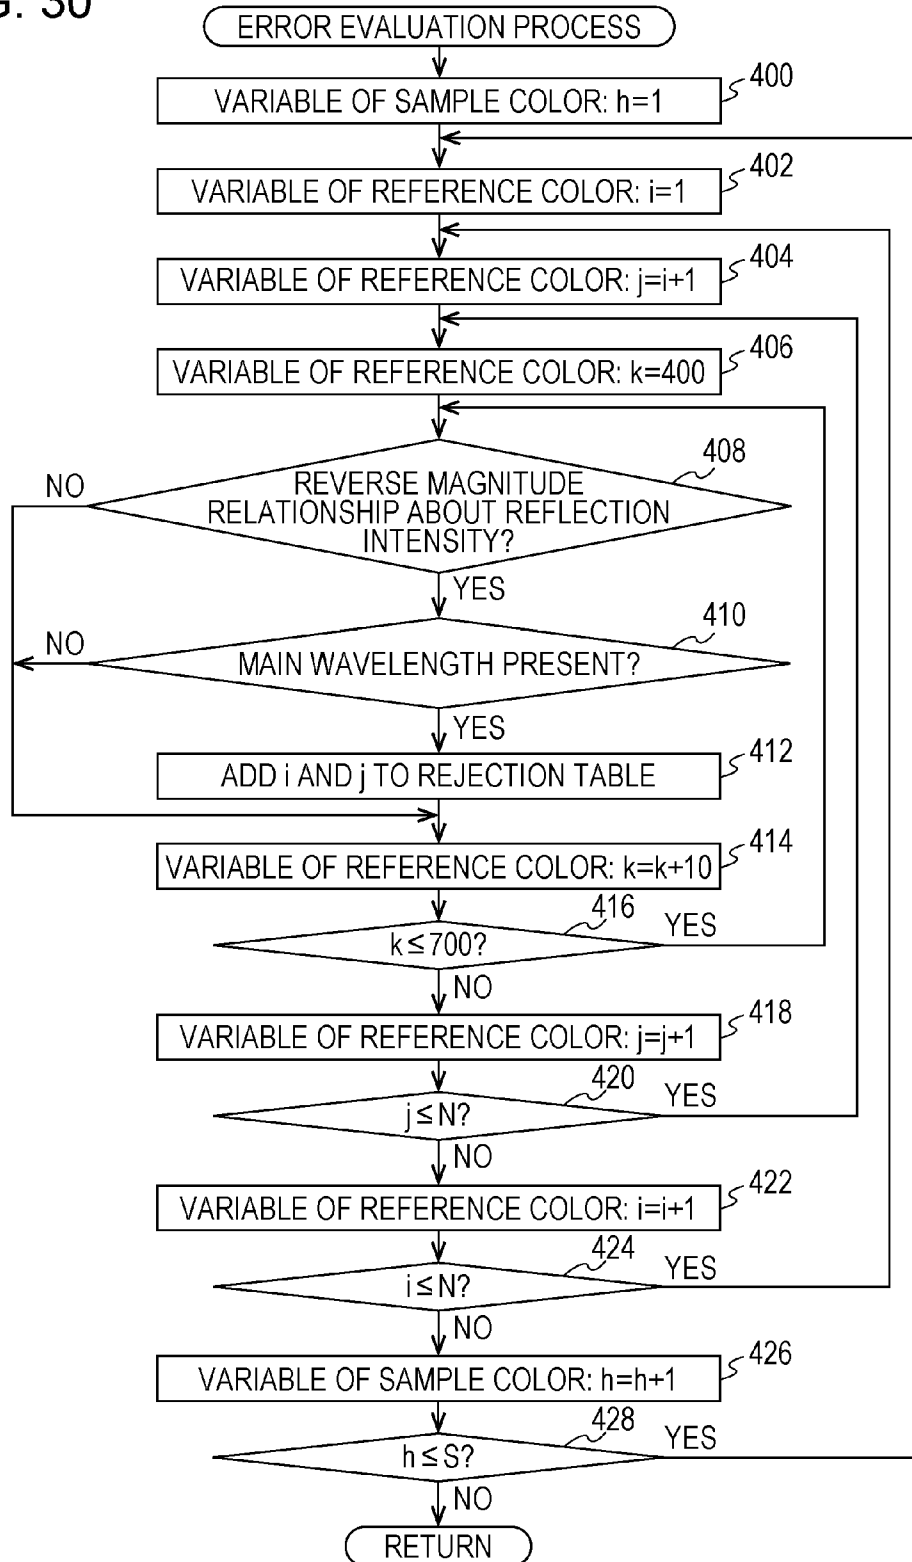 G. 30
ERROR EVALUATION PROCESS
VARIABLE OF SAMPLE COLOR: h=1
400
VARIABLE OF REFERENCE COLOR: i=1
402
VARIABLE OF REFERENCE COLOR: j=i+1
404
VARIABLE OF REFERENCE COLOR: k=400
406
REVERSE MAGNITUDE
RELATIONSHIP ABOUT REFLECTION
INTENSITY?
408
NO
YES
MAIN WAVELENGTH PRESENT?
410
NO
YES
ADD i AND j TO REJECTION TABLE
412
VARIABLE OF REFERENCE COLOR: k=k+10
414
k≤700?
416
YES
NO
VARIABLE OF REFERENCE COLOR: j=j+1
418
j≤N?
420
YES
NO
VARIABLE OF REFERENCE COLOR: i=i+1
422
i≤N?
424
YES
NO
VARIABLE OF SAMPLE COLOR: h=h+1
426
h≤S?
428
YES
NO
RETURN